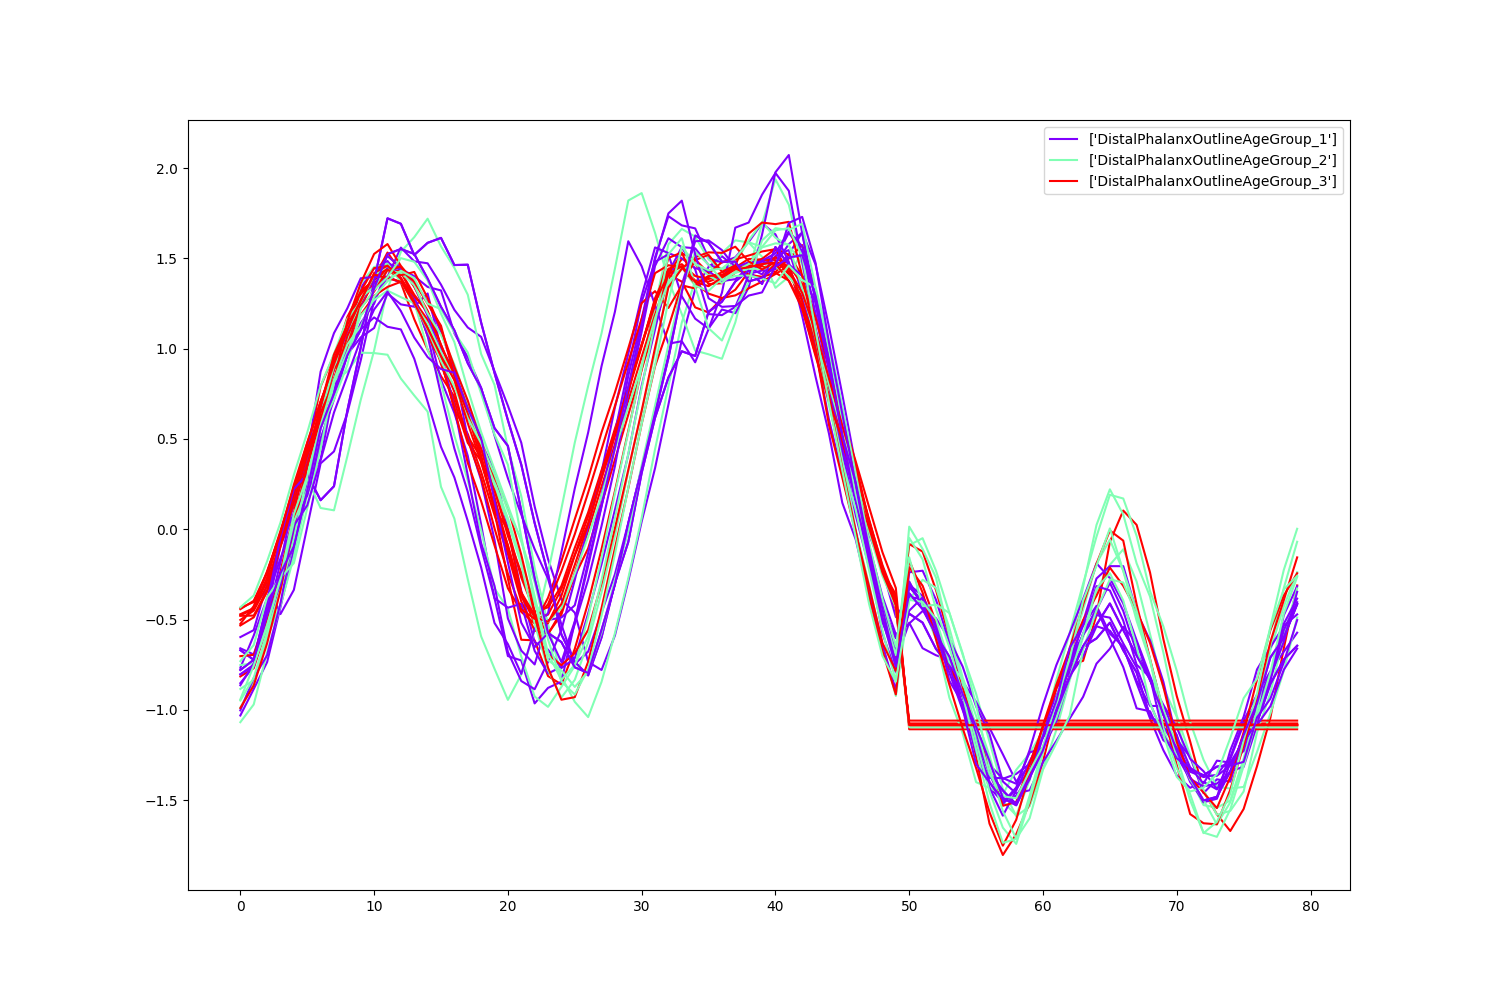 ['DistalPhalanxOutlineAgeGroup_1']
['DistalPhalanxOutlineAgeGroup_2']
['DistalPhalanxOutlineAgeGroup_3']
2.0
1.5
1.0
0.5
0.0
−0.5
−1.0
−1.5
0 10 20 30 40 50 60 70 80